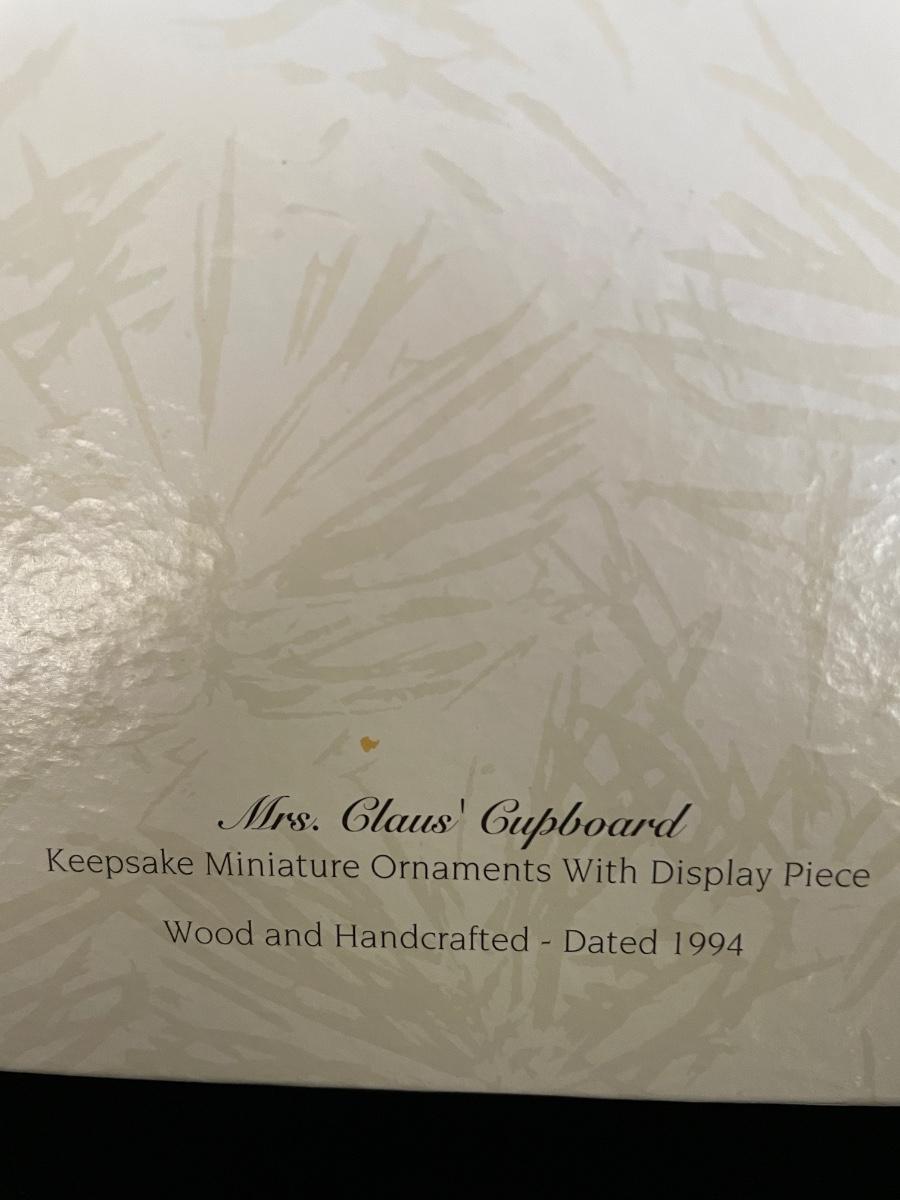 Mrs. Claus' Cupboard
Keepsake Miniature Ornaments With Display Piece
Wood and Handcrafted - Dated 1994